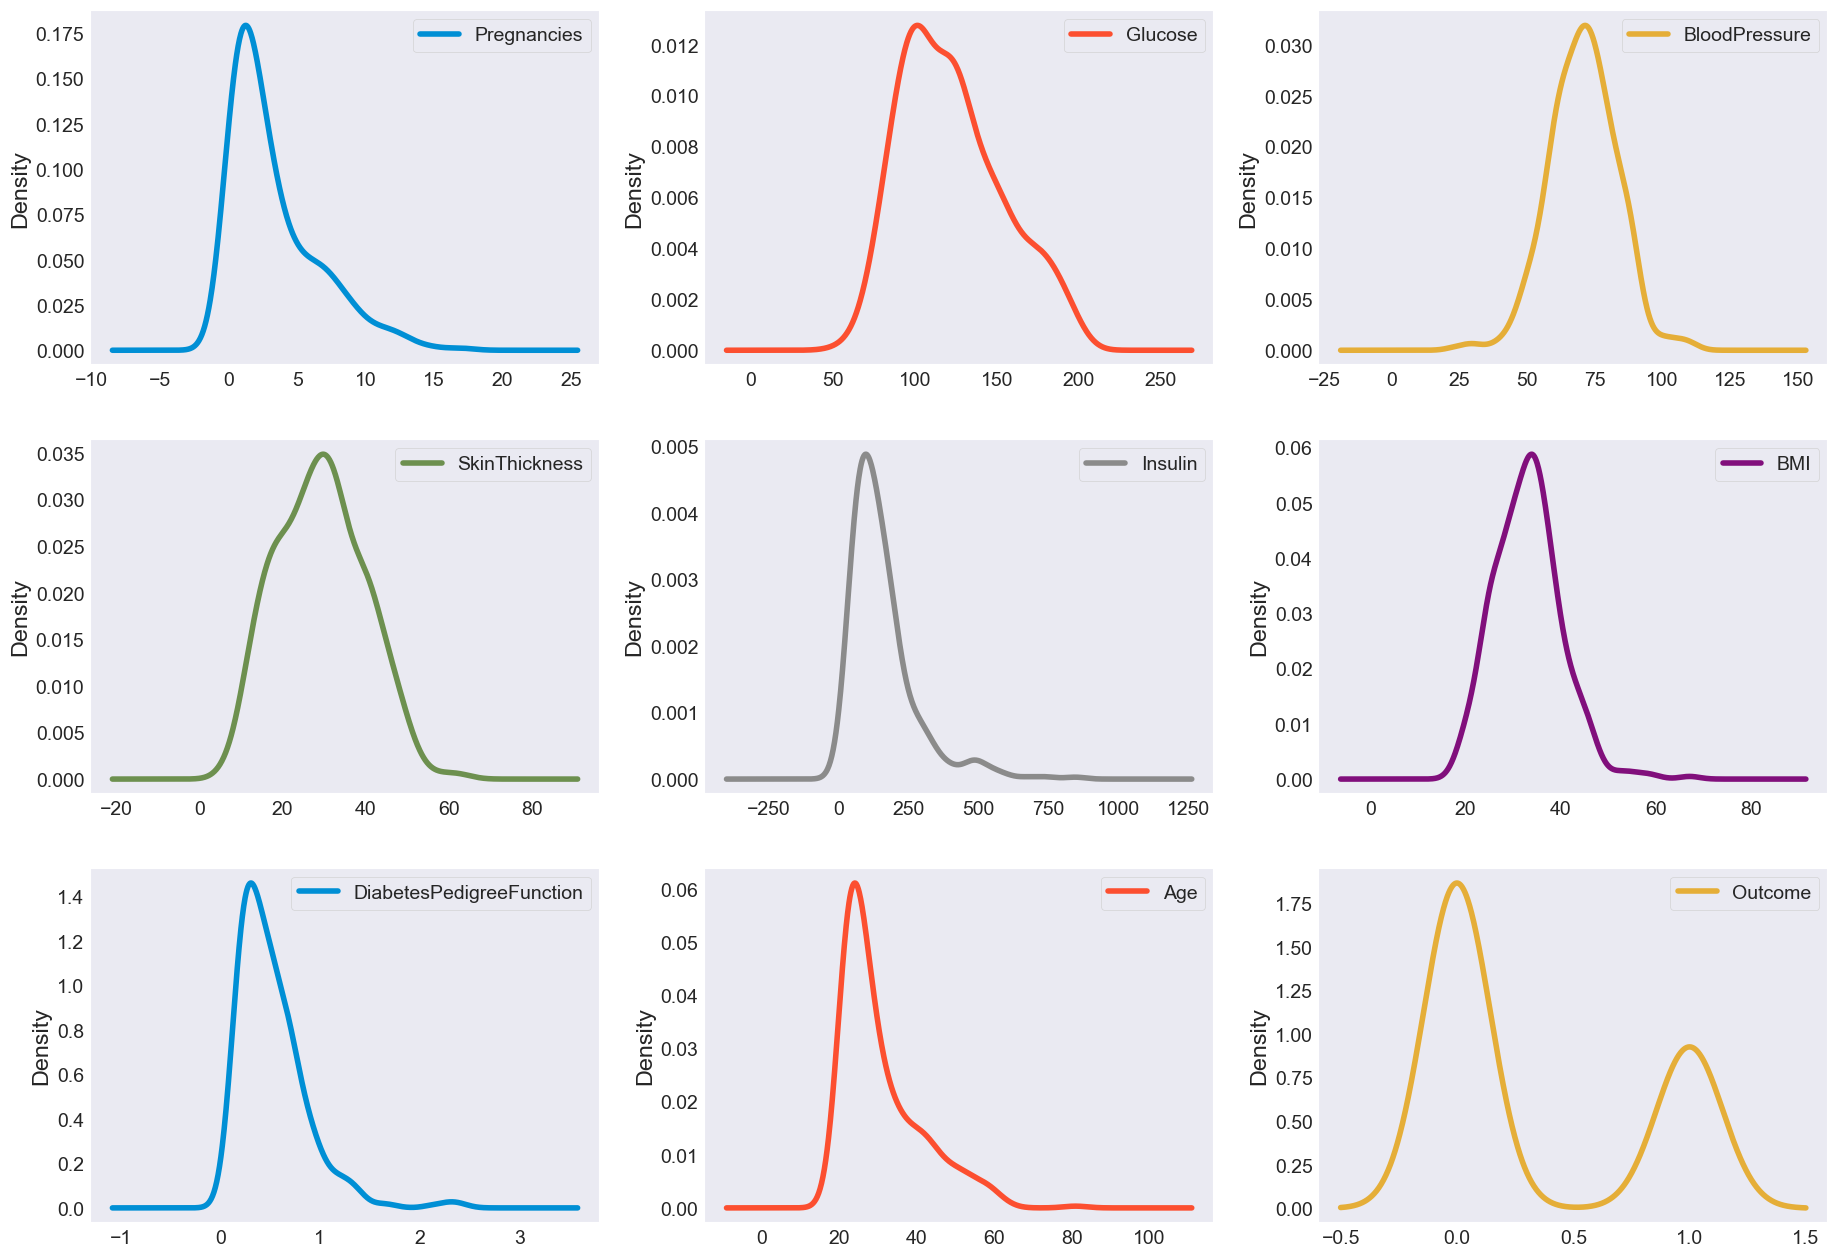 Pregnancies
Density
0.175
0.150
0.125
0.100
0.075
0.050
0.025
0.000
−10 −5 0 5 10 15 20 25
Glucose
Density
0.012
0.010
0.008
0.006
0.004
0.002
0.000
0 50 100 150 200 250
BloodPressure
Density
0.030
0.025
0.020
0.015
0.010
0.005
0.000
−25 0 25 50 75 100 125 150
SkinThickness
Density
0.035
0.030
0.025
0.020
0.015
0.010
0.005
0.000
−20 0 20 40 60 80
Insulin
Density
0.005
0.004
0.003
0.002
0.001
0.000
−250 0 250 500 750 1000 1250
BMI
Density
0.06
0.05
0.04
0.03
0.02
0.01
0.00
0 20 40 60 80
DiabetesPedigreeFunction
Density
1.4
1.2
1.0
0.8
0.6
0.4
0.2
0.0
−1 0 1 2 3
Age
Density
0.06
0.05
0.04
0.03
0.02
0.01
0.00
0 20 40 60 80 100
Outcome
Density
1.75
1.50
1.25
1.00
0.75
0.50
0.25
0.00
−0.5 0.0 0.5 1.0 1.5